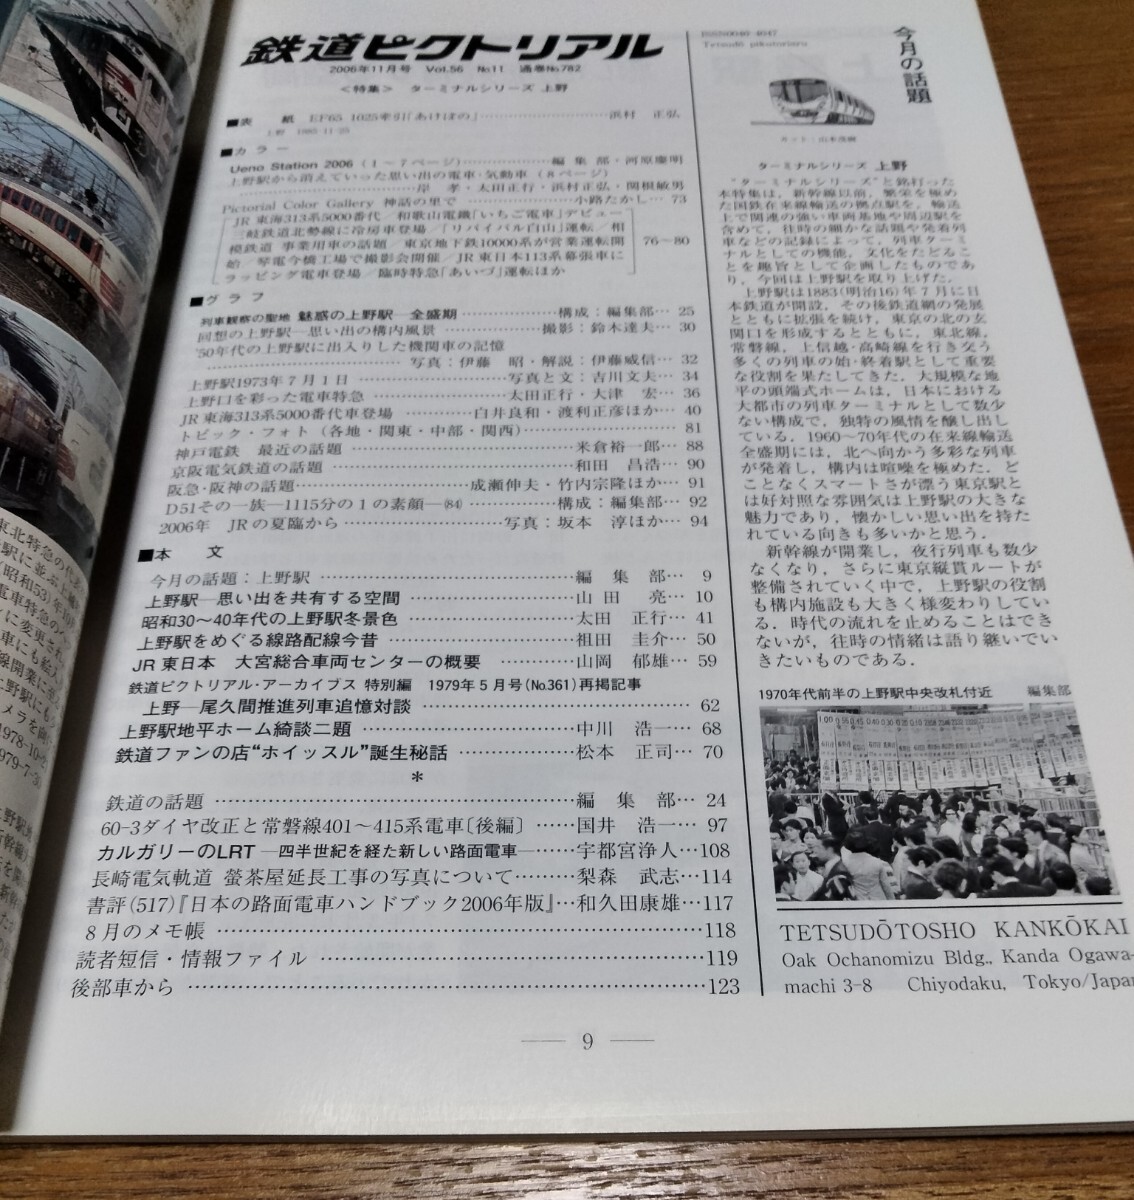 鉄道ピクトリアル
2006年11月号 Vol.56 No11 通巻No782
＜特集＞ ターミナルシリーズ 上野
■表 紙 EF65 1025牽引「あけぼの」……………………浜村 正弘
上野 1985-11-25
■カラー
Ueno Station 2006 (1～7ページ)……………編集部・河原慶明
上野駅から消えていった思い出の電車・気動車（8ページ）
……………………岸 孝・太田正行・浜村正弘・関根敏男
Pictorial Color Gallery 神話の里で ……………小路たかし… 73
JR東海313系5000番代/和歌山電鐵「いちご電車」デビュー
三岐鉄道北勢線に冷房車登場/「リバイバル白山」運転/相
模鉄道 事業用車の話題/東京地下鉄10000系が営業運転開
始/琴電今橋工場で撮影会開催/JR東日本113系幕張車に
ラッピング電車登場/臨時特急「あいづ」運転ほか
76～80
■グラフ
列車観察の聖地 魅惑の上野駅―全盛期……………構成：編集部… 25
回想の上野駅―思い出の構内風景……………撮影：鈴木達夫… 30
'50年代の上野駅に出入りした機関車の記憶
……………………写真：伊藤 昭・解説：伊藤威信… 32
上野駅1973年7月1日……………………写真と文：吉川文夫… 34
上野口を彩った電車特急……………………太田正行・大津 宏… 36
JR東海313系5000番代車登場 ……………白井良和・渡利正彦ほか… 40
トピック・フォト（各地・関東・中部・関西）…………………… 81
神戸電鉄 最近の話題……………………米倉裕一郎… 88
京阪電気鉄道の話題……………………和田 昌浩… 90
阪急・阪神の話題……………………成瀬伸夫・竹内宗隆ほか… 91
D51その一族―1115分の1の素顔―(84)……………構成：編集部… 92
2006年 JRの夏臨から……………………写真：坂本 淳ほか… 94
■本 文
今月の話題：上野駅……………………編 集 部… 9
上野駅―思い出を共有する空間……………………山 田 亮… 10
昭和30～40年代の上野駅冬景色……………………太田 正行… 41
上野駅をめぐる線路配線今昔……………………祖田 圭介… 50
JR東日本 大宮総合車両センターの概要 …………山岡 郁雄… 59
鉄道ピクトリアル・アーカイブス 特別編 1979年5月号(No.361)再掲記事
上野―尾久間推進列車追憶対談…………………… 62
上野駅地平ホーム綺談二題……………………中川 浩一… 68
鉄道ファンの店“ホイッスル”誕生秘話……………松本 正司… 70
＊
鉄道の話題……………………編 集 部… 24
60-3ダイヤ改正と常磐線401～415系電車〔後編〕……国井 浩一… 97
カルガリーのLRT ―四半世紀を経た新しい路面電車―……宇都宮浄人…108
長崎電気軌道 螢茶屋延長工事の写真について………梨森 武志…114
書評(517)『日本の路面電車ハンドブック2006年版』…和久田康雄…117
8月のメモ帳……………………118
読者短信・情報ファイル……………………119
後部車から……………………123
― 9 ―
ISSN0040-4047
Tetsudō pikutoriaru
今月の話題
カット：山本茂樹
ターミナルシリーズ 上野
“ターミナルシリーズ”と銘打った
本特集は，新幹線以前，繁栄を極め
た国鉄在来線輸送の拠点駅を，輸送
上で関連の強い車両基地や周辺駅を
含めて，往時の細かな話題や発着列
車などの記録によって，列車ターミ
ナルとしての機能，文化をたどるこ
とを趣旨として企画したものであ
り，今回は上野駅を取り上げた．
上野駅は1883(明治16)年7月に日
本鉄道が開設，その後鉄道網の発展
とともに拡張を続け，東京の北の玄
関口を形成するとともに，東北線，
常磐線，上信越・高崎線を行き交う
多くの列車の始・終着駅として重要
な役割を果たしてきた．大規模な地
平の頭端式ホームは，日本における
大都市の列車ターミナルとして数少
ない構成で，独特の風情を醸し出し
ている．1960～70年代の在来線輸送
全盛期には，北へ向かう多彩な列車
が発着し，構内は喧噪を極めた．ど
ことなくスマートさが漂う東京駅と
は好対照な雰囲気は上野駅の大きな
魅力であり，懐かしい思い出を持た
れている向きも多いかと思う．
新幹線が開業し，夜行列車も数少
なくなり，さらに東京縦貫ルートが
整備されていく中で，上野駅の役割
も構内施設も大きく様変わりしてい
る．時代の流れを止めることはでき
ないが，往時の情緒は語り継いでい
きたいものである．
1970年代前半の上野駅中央改札付近 編集部
TETSUDŌTOSHO KANKŌKAI
Oak Ochanomizu Bldg., Kanda Ogawa-
machi 3-8 Chiyodaku, Tokyo/Japan